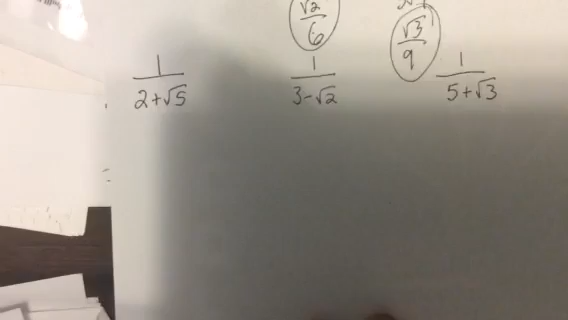 √2/6
√3/9
1/(2+√5) 1/(3-√2) 1/(5+√3)